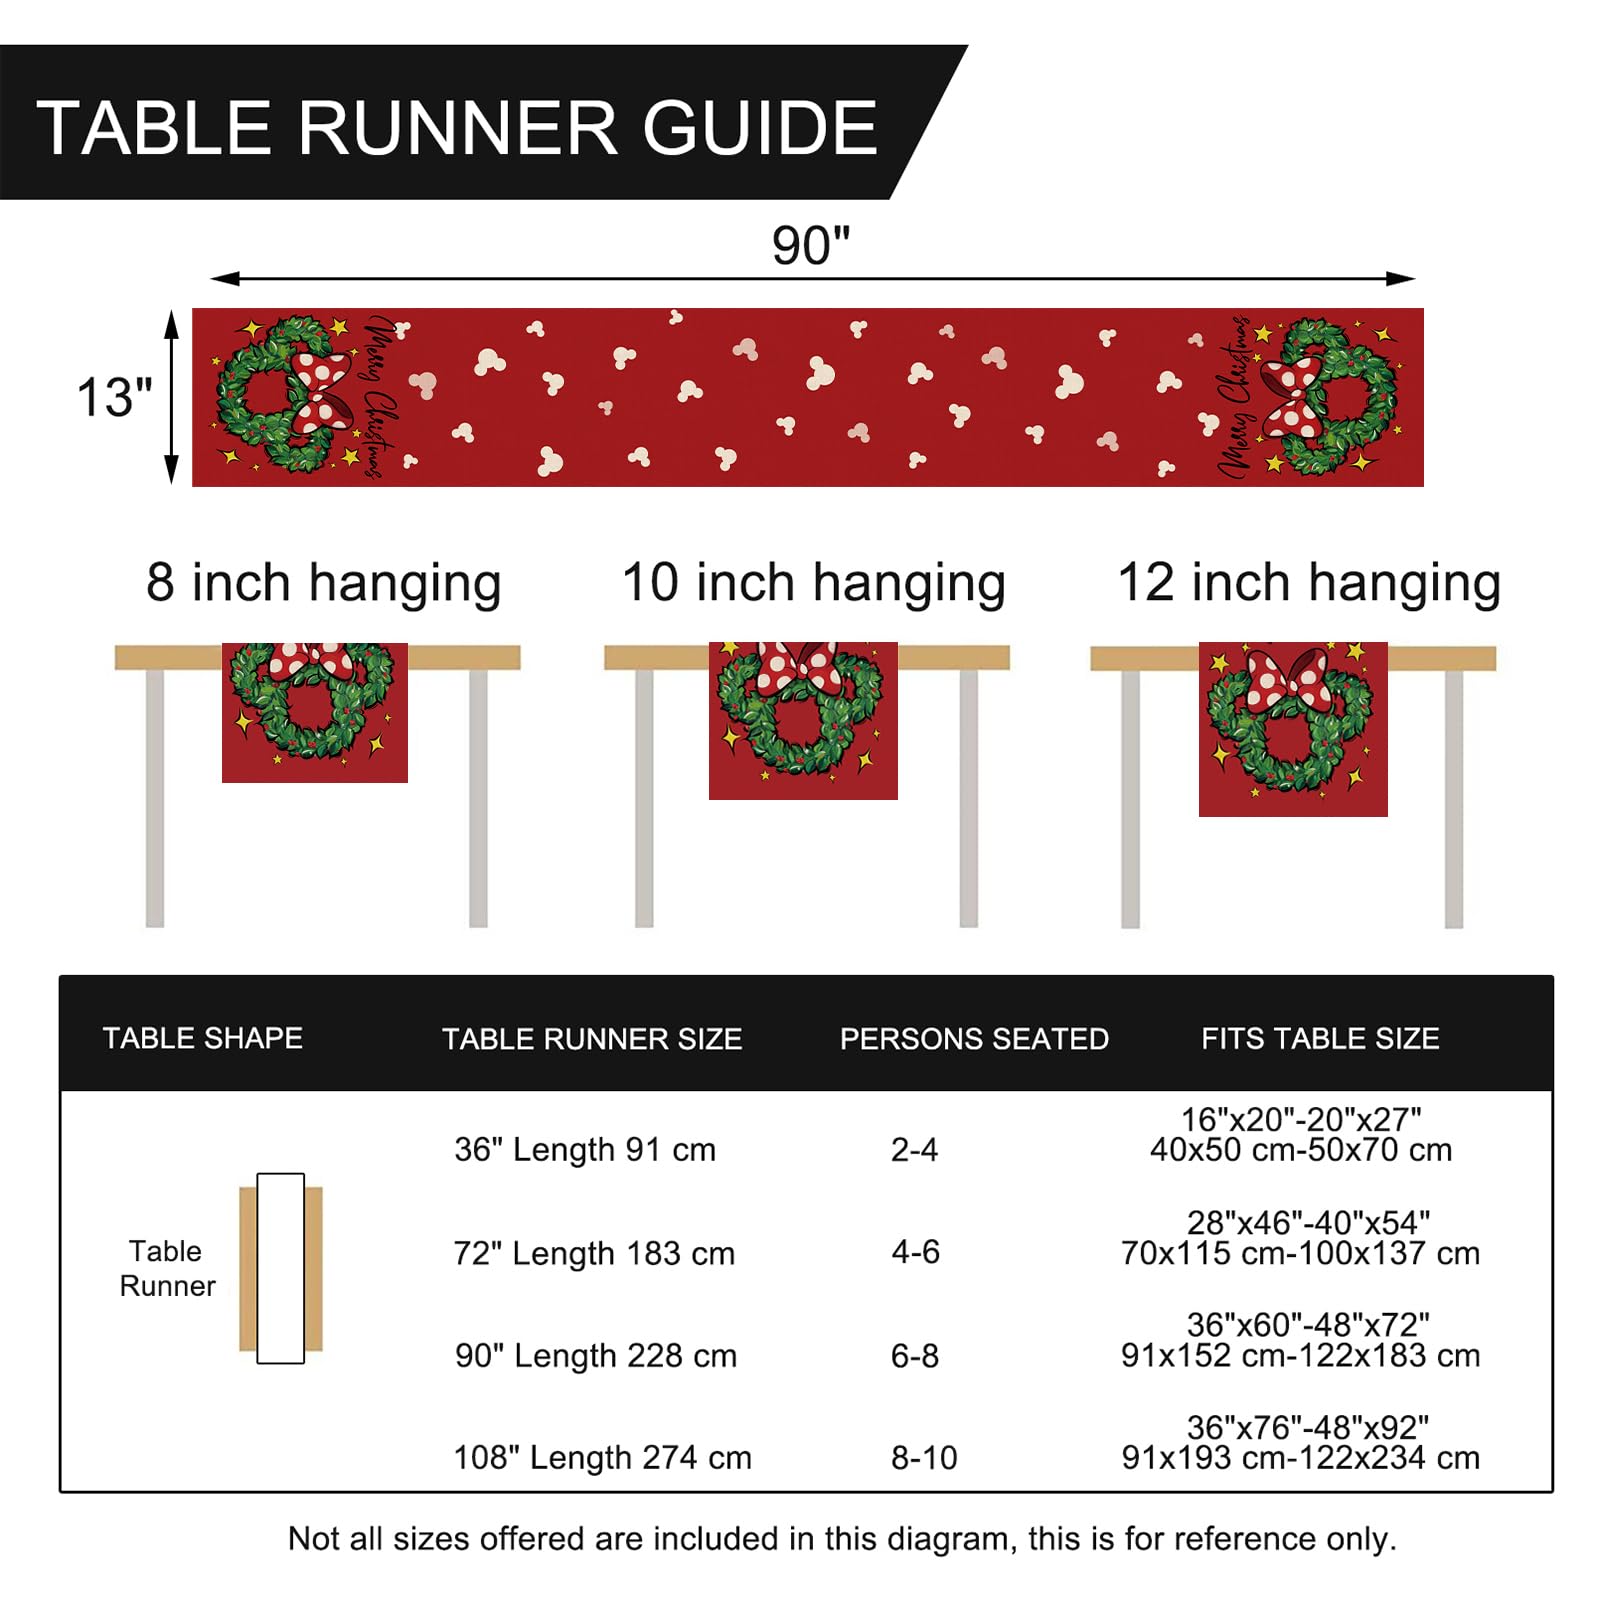 TABLE RUNNER GUIDE
90"
13"
Merry Christmas
Merry Christmas
8 inch hanging
10 inch hanging
12 inch hanging
TABLE SHAPE
TABLE RUNNER SIZE
PERSONS SEATED
FITS TABLE SIZE
Table
Runner
36" Length 91 cm
2-4
16"x20"-20"x27"
40x50 cm-50x70 cm
72" Length 183 cm
4-6
28"x46"-40"x54"
70x115 cm-100x137 cm
90" Length 228 cm
6-8
36"x60"-48"x72"
91x152 cm-122x183 cm
108" Length 274 cm
8-10
36"x76"-48"x92"
91x193 cm-122x234 cm
Not all sizes offered are included in this diagram, this is for reference only.